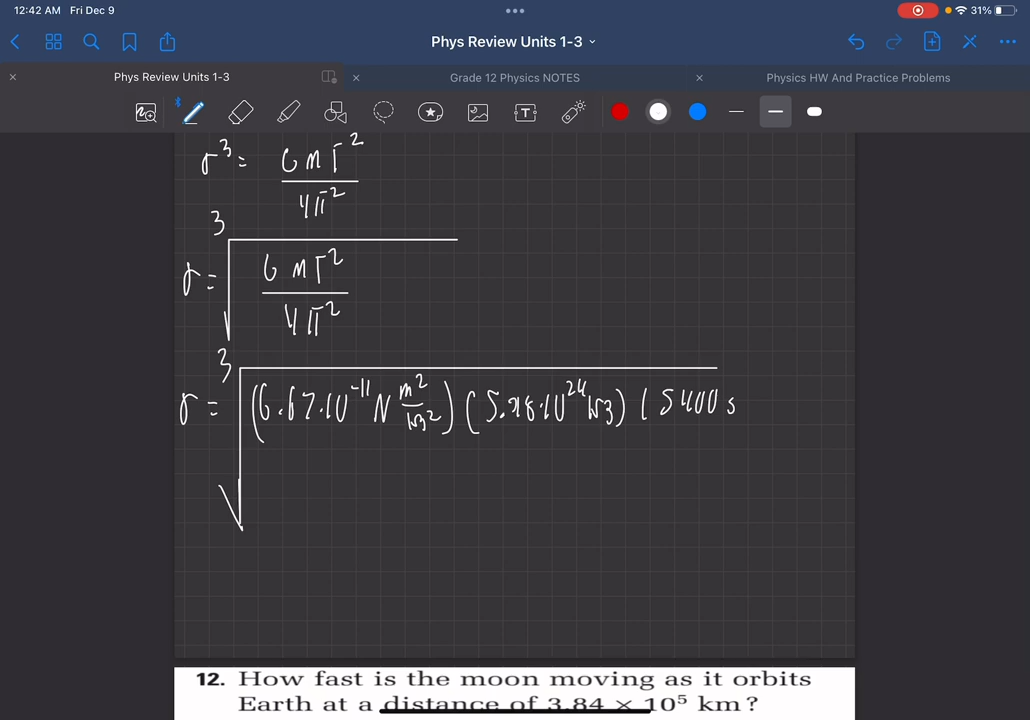 12:42 AM Fri Dec 9
31%
Phys Review Units 1-3
Phys Review Units 1-3
Grade 12 Physics NOTES
Physics HW And Practice Problems
r³ = GMT²
4π²
r = ∛ GMT²
4π²
r = ∛ (6.67·10⁻¹¹ N m²/kg²) (5.98·10²⁴ kg) (5400 s
12. How fast is the moon moving as it orbits
Earth at a distance of 3.84 × 10⁵ km?